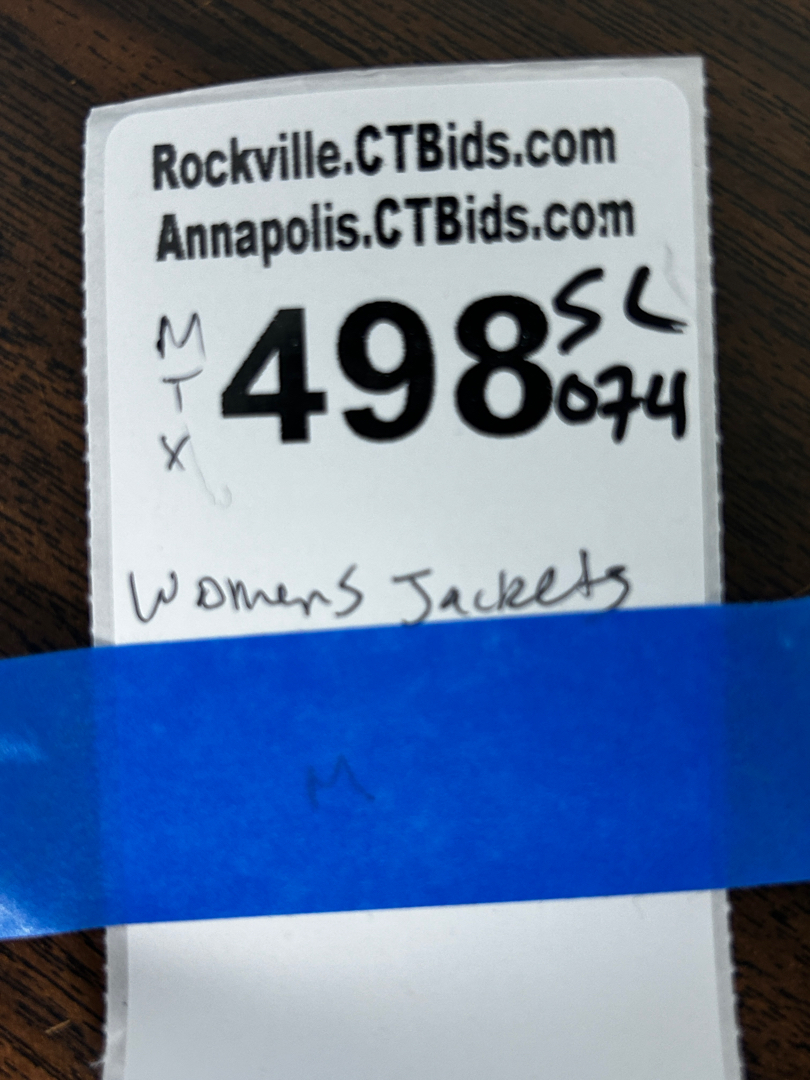 Rockville.CTBids.com
Annapolis.CTBids.com
M
T
X
498
SL
074
Womens Jackets
M